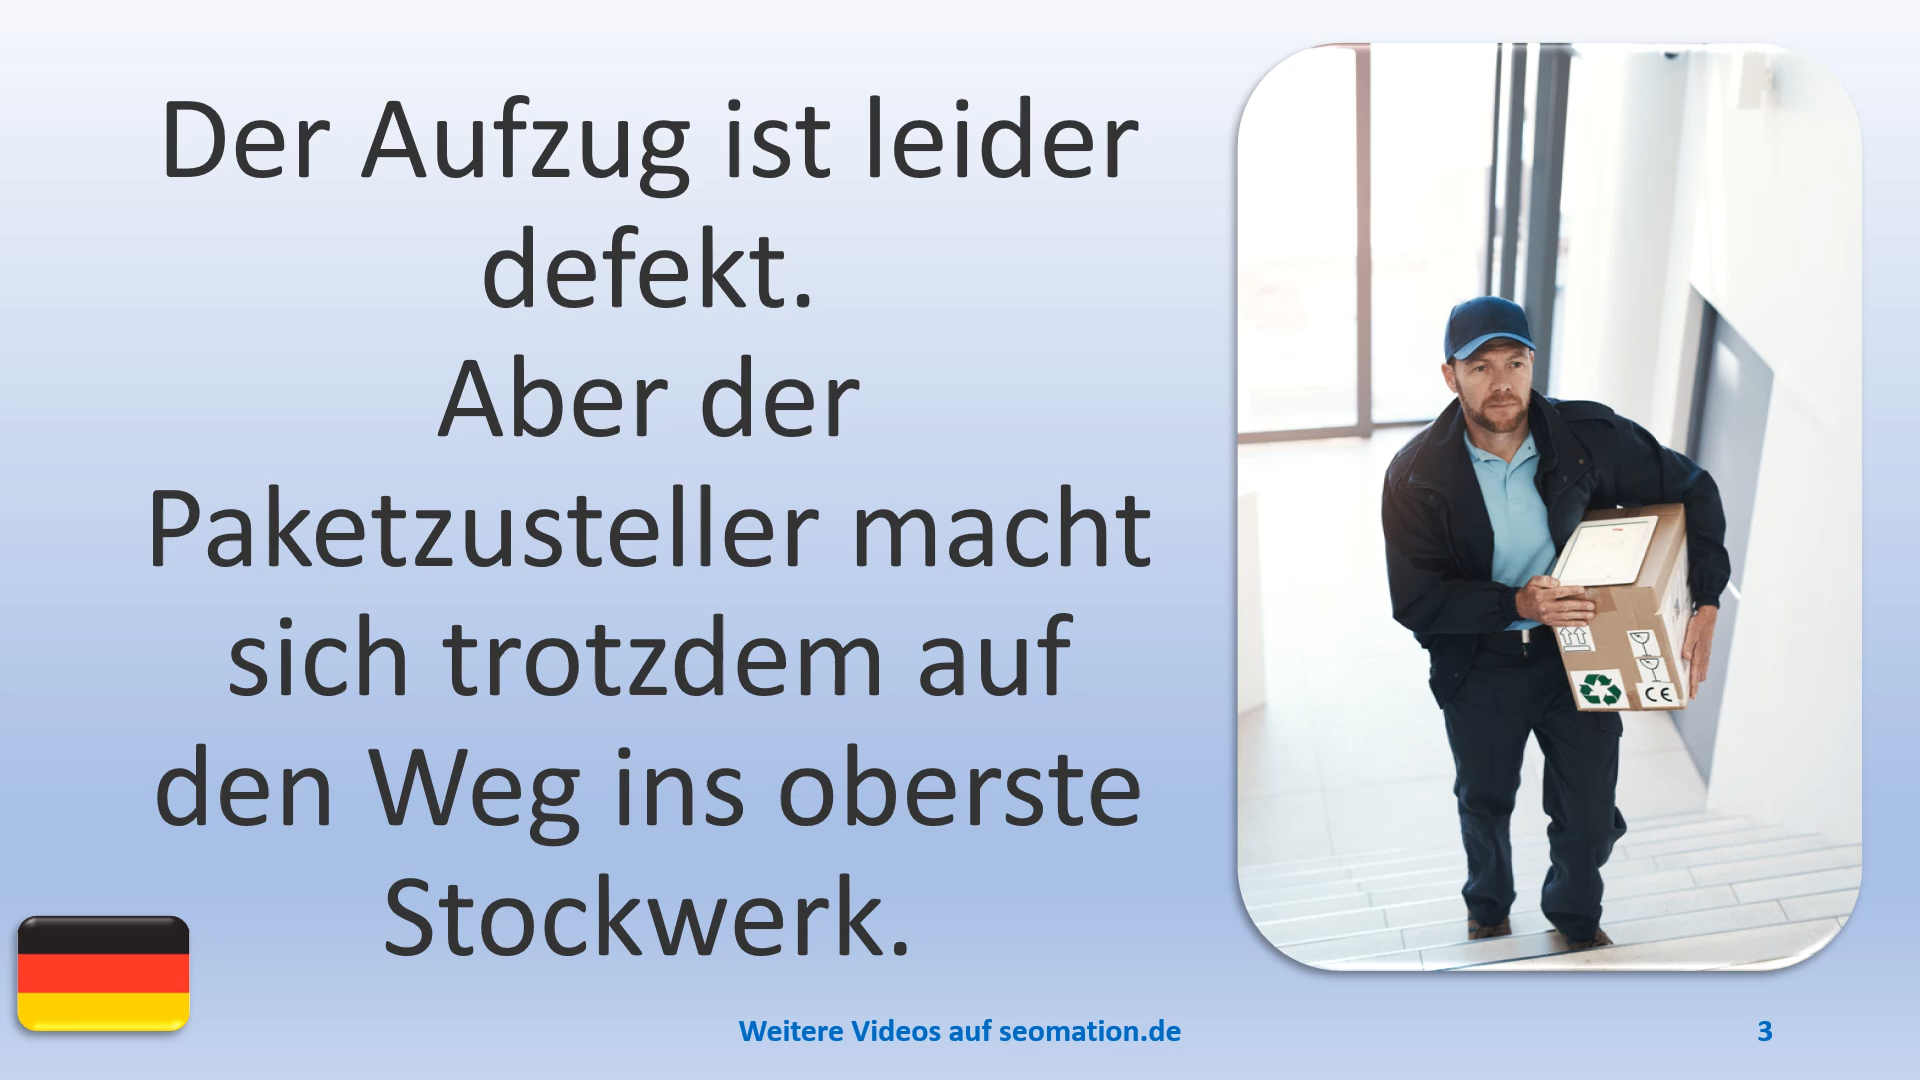 Der Aufzug ist leider
defekt.
Aber der
Paketzusteller macht
sich trotzdem auf
den Weg ins oberste
Stockwerk.
CE
Weitere Videos auf seomation.de
3